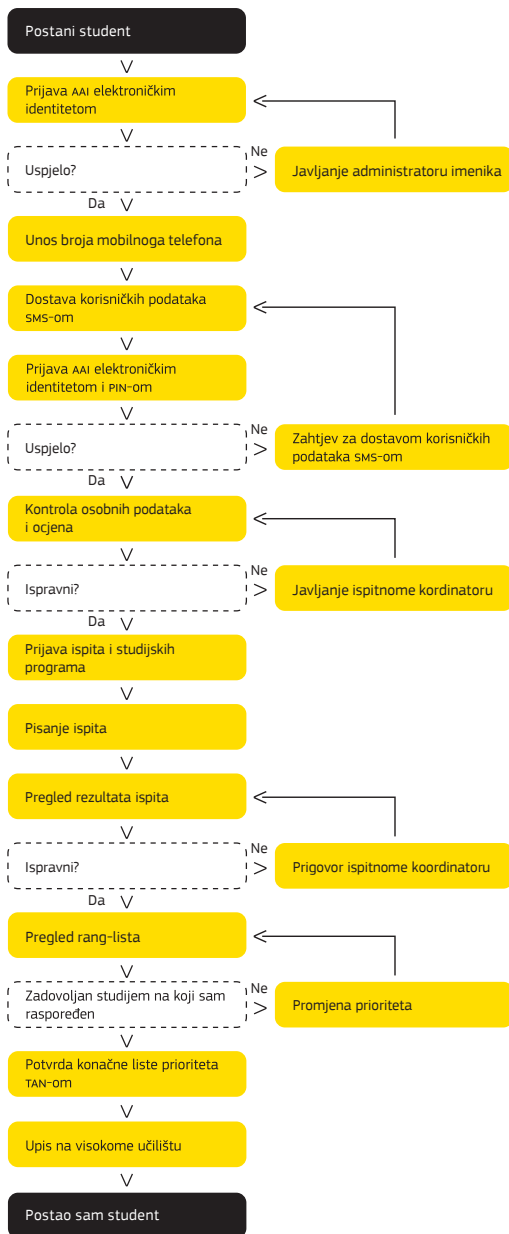 Postani student
Prijava AAI elektroničkim
identitetom
Uspjelo?
Ne
Javljanje administratoru imenika
Da
Unos broja mobilnoga telefona
Dostava korisničkih podataka
SMS-om
Prijava AAI elektroničkim
identitetom i PIN-om
Uspjelo?
Ne
Zahtjev za dostavom korisničkih
podataka SMS-om
Da
Kontrola osobnih podataka
i ocjena
Ispravni?
Ne
Javljanje ispitnome kordinatoru
Da
Prijava ispita i studijskih
programa
Pisanje ispita
Pregled rezultata ispita
Ispravni?
Ne
Prigovor ispitnome koordinatoru
Da
Pregled rang-lista
Zadovoljan studijem na koji sam
raspoređen
Ne
Promjena prioriteta
Potvrda konačne liste prioriteta
TAN-om
Upis na visokome učilištu
Postao sam student